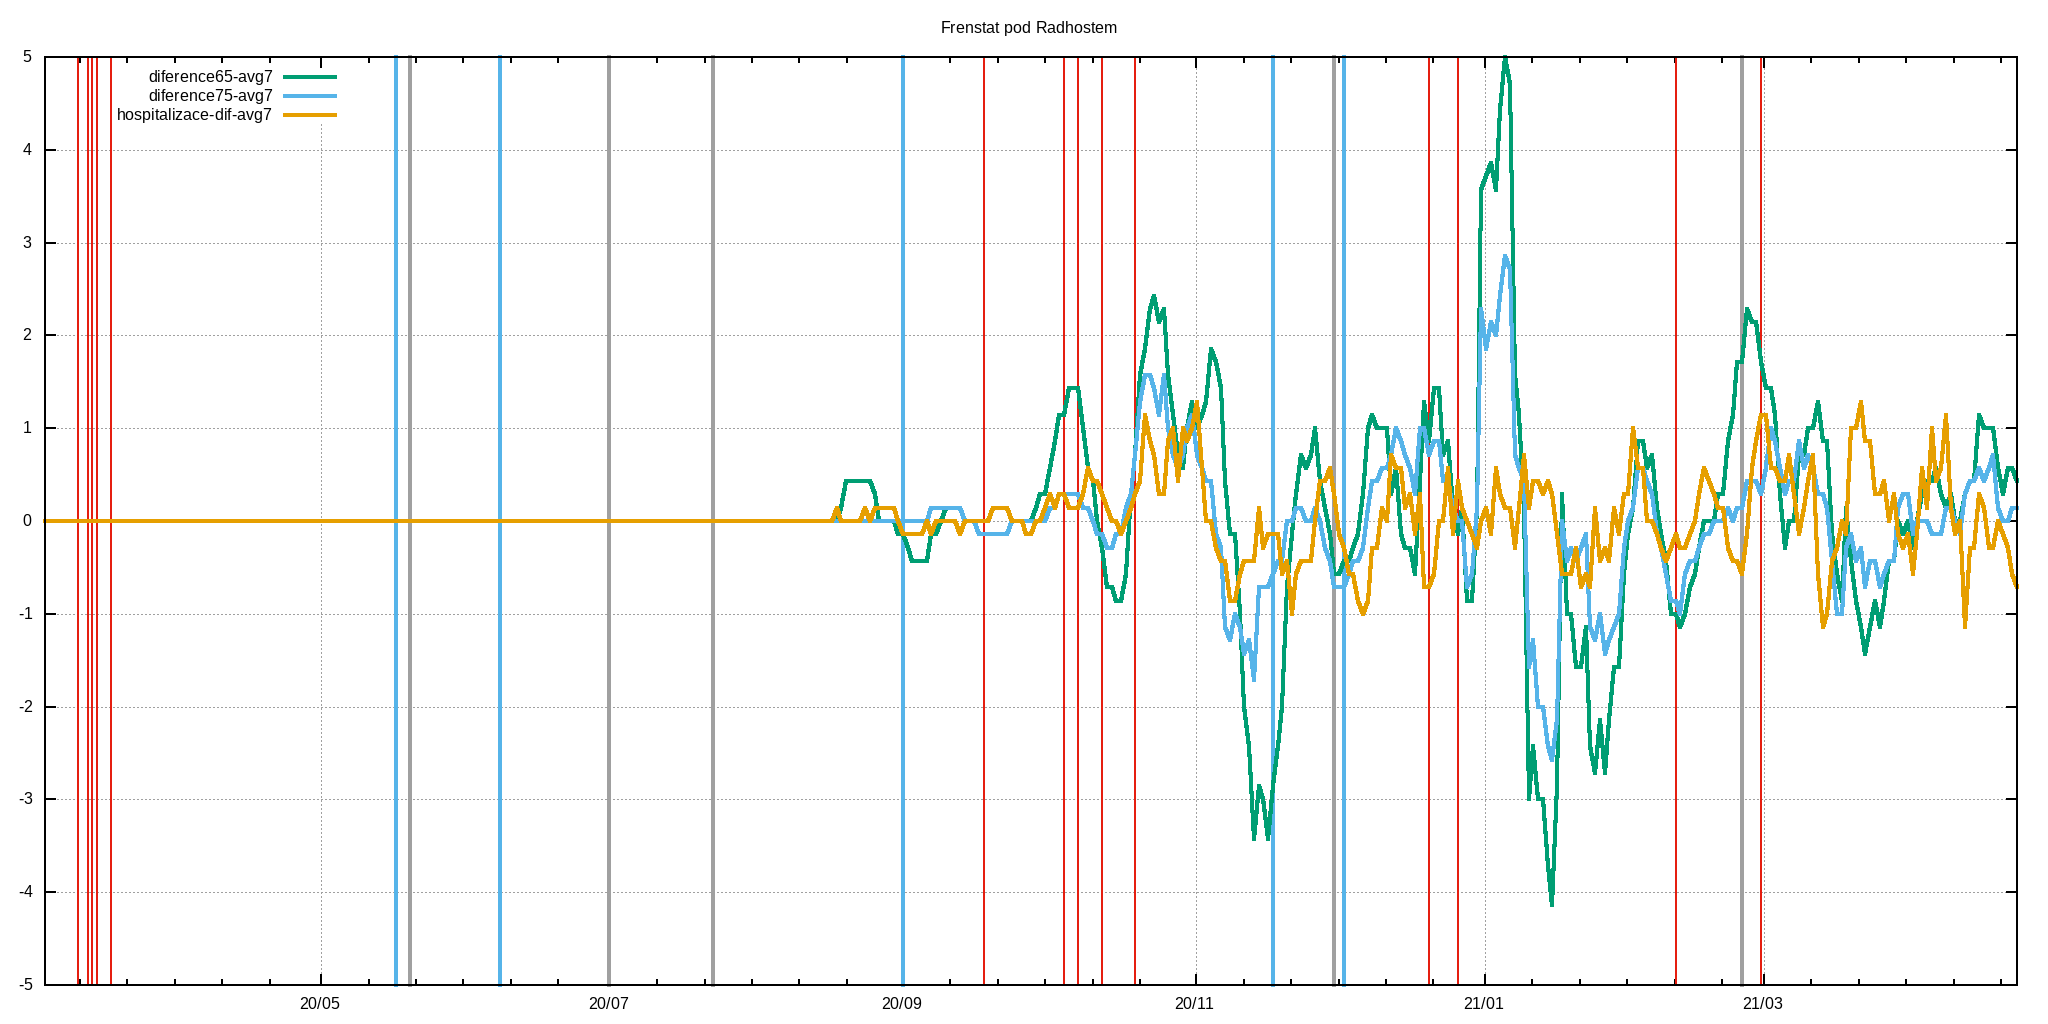 Frenstat pod Radhostem
diference65-avg7
diference75-avg7
hospitalizace-dif-avg7
5
4
3
2
1
0
-1
-2
-3
-4
-5
20/05 20/07 20/09 20/11 21/01 21/03